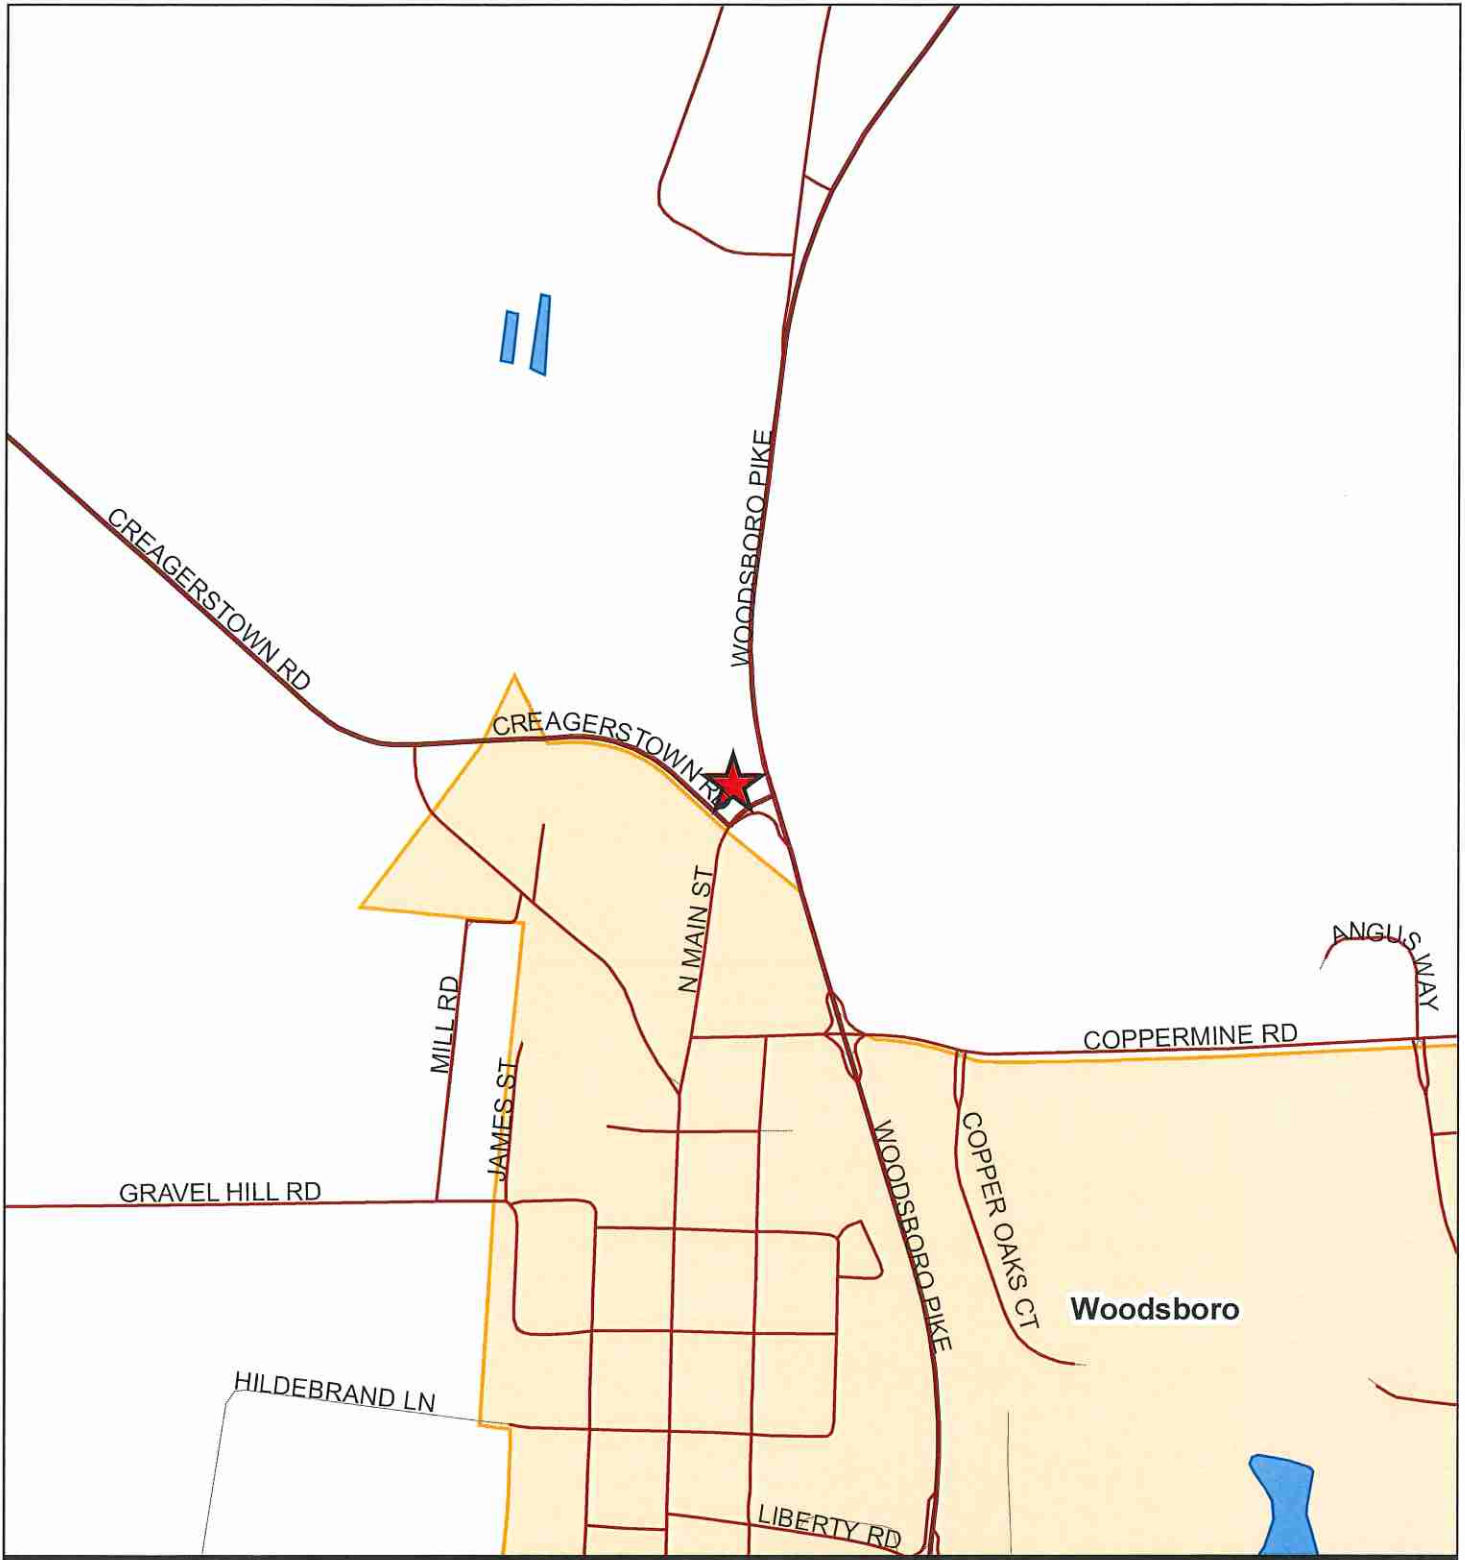 WOODSBORO PIKE
CREAGERSTOWN RD
CREAGERSTOWN RD
N MAIN ST
ANGUS WAY
MILL RD
COPPERMINE RD
JAMES ST
WOODSBORO PIKE
COPPER OAKS CT
GRAVEL HILL RD
Woodsboro
HILDEBRAND LN
LIBERTY RD